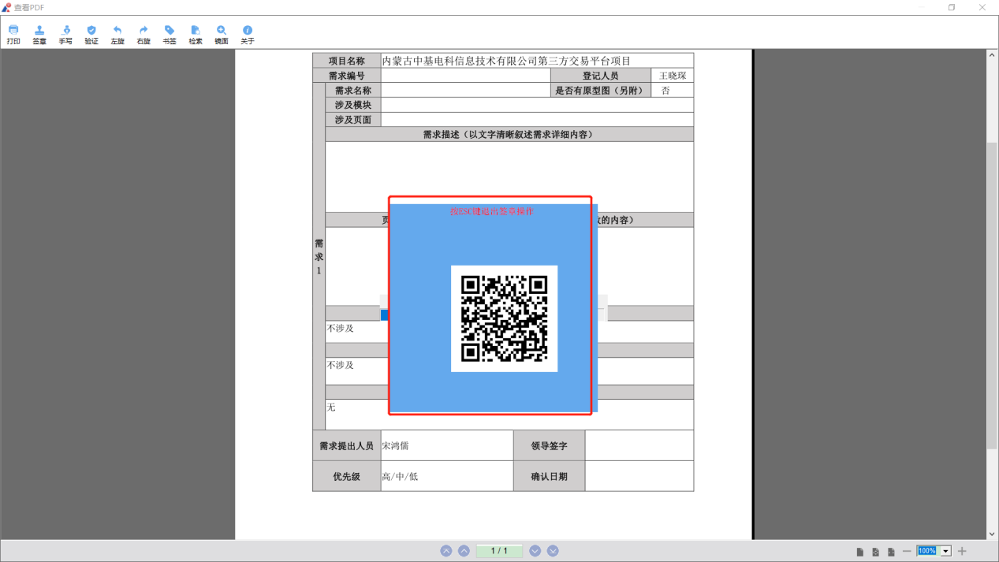 查看PDF
打印 签章 手写 验证 左旋 右旋 书签 检索 镜面 关于
项目名称 内蒙古中基电科信息技术有限公司第三方交易平台项目
需求编号 登记人员 王晓琛
需求名称 是否有原型图（另附） 否
涉及模块
涉及页面
需求描述（以文字清晰叙述需求详细内容）
按ESC键退出签章操作
页 的内容）
需求1
不涉及
不涉及
无
需求提出人员 宋鸿儒 领导签字
优先级 高/中/低 确认日期
1 / 1
100%